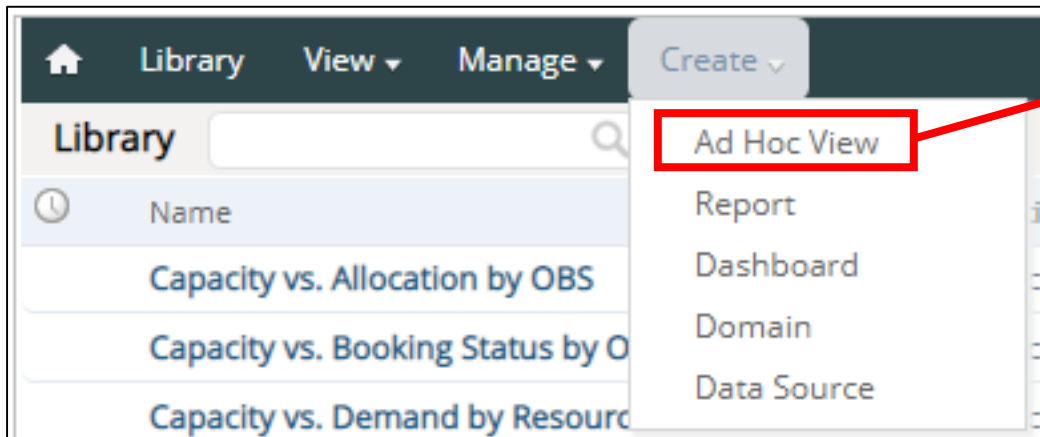 Library View Manage Create
Library
Ad Hoc View
Name
Report
Capacity vs. Allocation by OBS
Dashboard
Capacity vs. Booking Status by O
Domain
Capacity vs. Demand by Resourc
Data Source